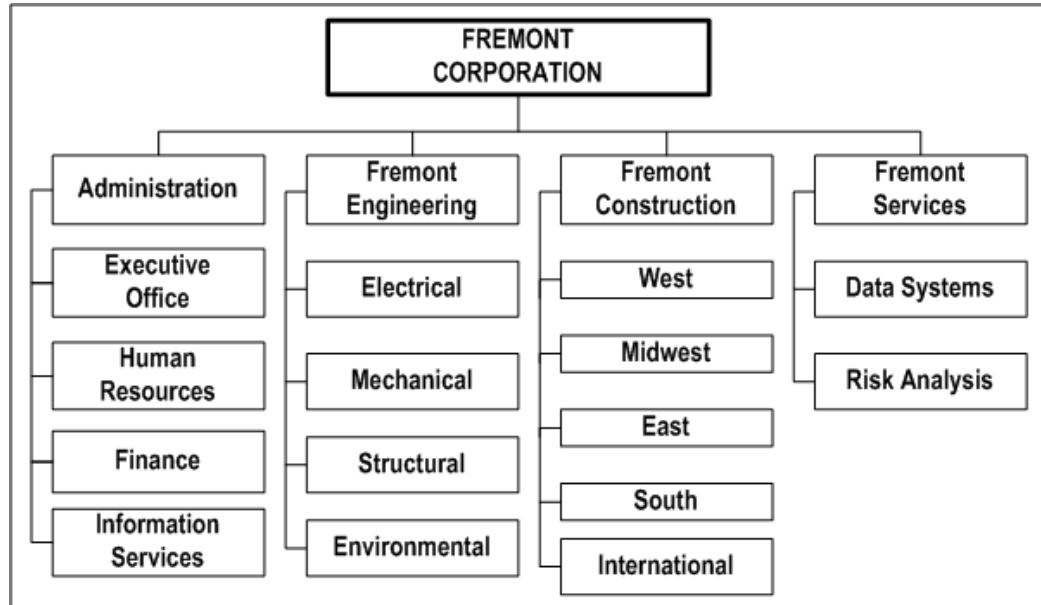 FREMONT
CORPORATION
Administration
Executive
Office
Human
Resources
Finance
Information
Services
Fremont
Engineering
Electrical
Mechanical
Structural
Environmental
Fremont
Construction
West
Midwest
East
South
International
Fremont
Services
Data Systems
Risk Analysis